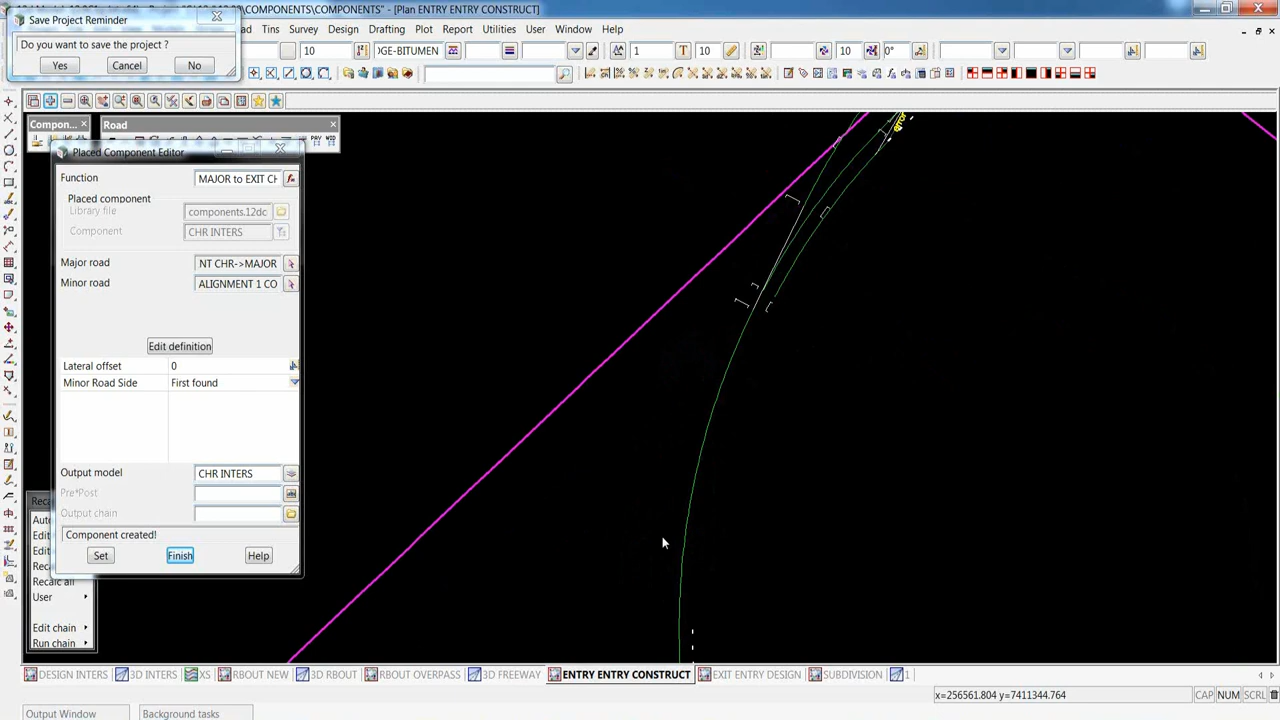 COMPONENTS\COMPONENTS" - [Plan ENTRY ENTRY CONSTRUCT]
Save Project Reminder
Do you want to save the project ?
Yes
Cancel
No
Tins
Survey
Design
Drafting
Plot
Report
Utilities
User
Window
Help
10
DGE-BITUMEN
1
10
10
0°
Compon...
Road
Placed Component Editor
Function
MAJOR to EXIT CH
Placed component
Library file
components.12dc
Component
CHR INTERS
Major road
NT CHR->MAJOR
Minor road
ALIGNMENT 1 CO
Edit definition
Lateral offset
0
Minor Road Side
First found
Output model
CHR INTERS
Pre*Post
Output chain
Component created!
Set
Finish
Help
Recalc all
User
Edit chain
Run chain
DESIGN INTERS
3D INTERS
XS
RBOUT NEW
3D RBOUT
RBOUT OVERPASS
3D FREEWAY
ENTRY ENTRY CONSTRUCT
EXIT ENTRY DESIGN
SUBDIVISION
1
x=256561.804 y=7411344.764
CAP
NUM
SCRL
Output Window
Background tasks